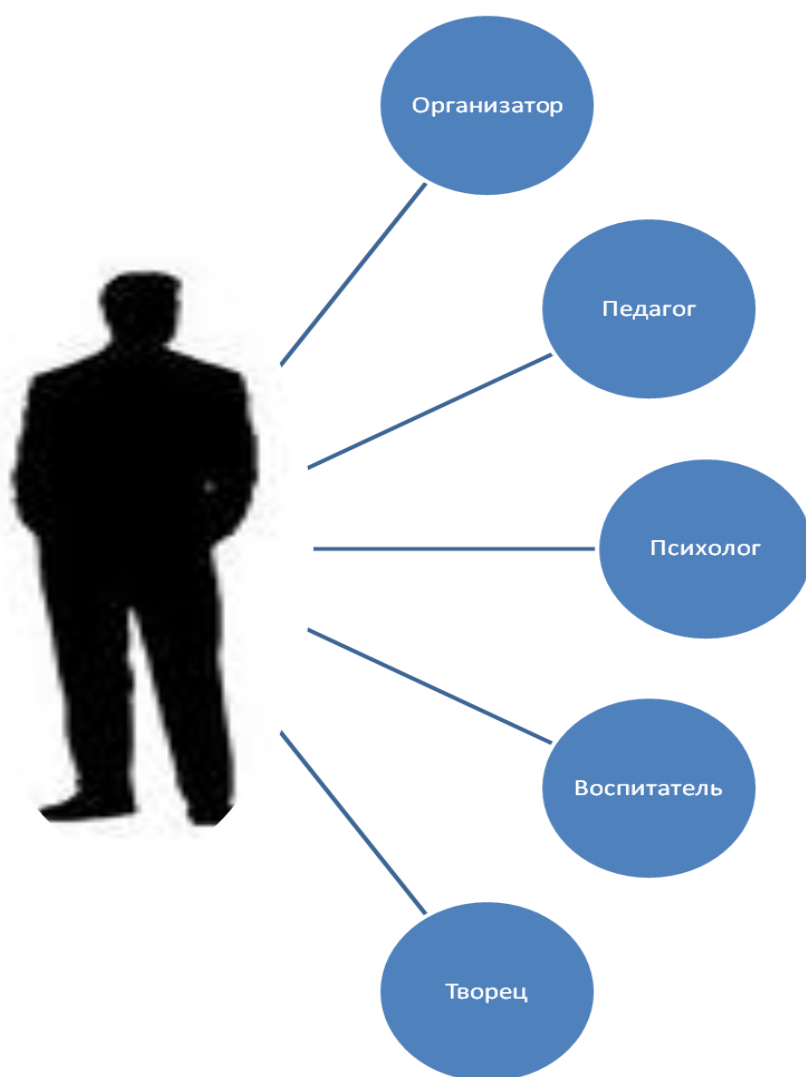 Организатор
Педагог
Психолог
Воспитатель
Творец